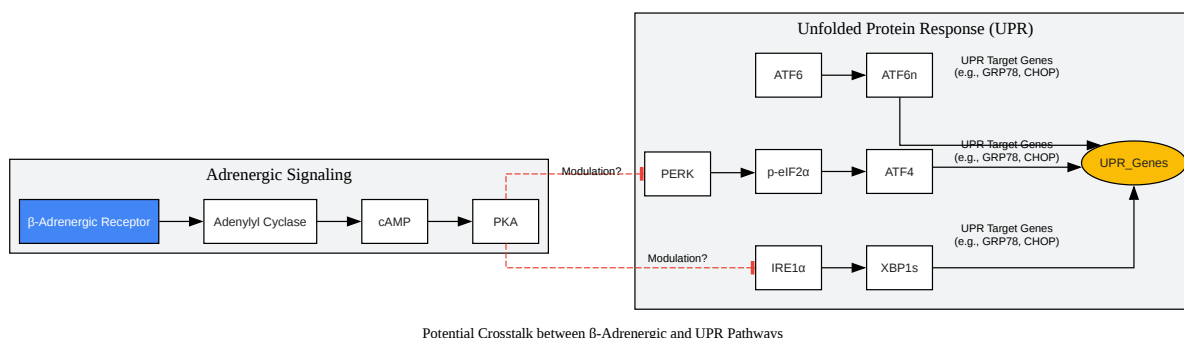 Unfolded Protein Response (UPR)
ATF6
ATF6n
UPR Target Genes
(e.g., GRP78, CHOP)
Adrenergic Signaling
β-Adrenergic Receptor
Adenylyl Cyclase
cAMP
PKA
Modulation?
PERK
p-eIF2α
ATF4
UPR Target Genes
(e.g., GRP78, CHOP)
UPR_Genes
Modulation?
IRE1α
XBP1s
UPR Target Genes
(e.g., GRP78, CHOP)
Potential Crosstalk between β-Adrenergic and UPR Pathways